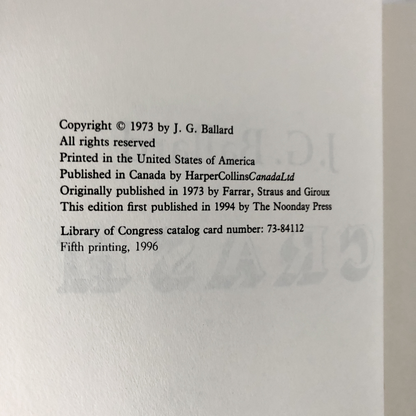 Copyright © 1973 by J. G. Ballard
All rights reserved
Printed in the United States of America
Published in Canada by HarperCollinsCanadaLtd
Originally published in 1973 by Farrar, Straus and Giroux
This edition first published in 1994 by The Noonday Press
Library of Congress catalog card number: 73-84112
Fifth printing, 1996
J.G. Ballard
CRASH